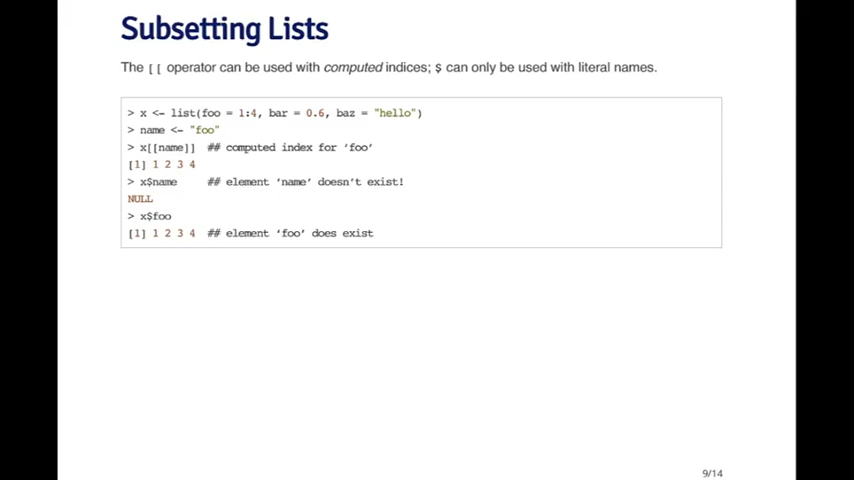 Subsetting Lists
The [[ operator can be used with computed indices; $ can only be used with literal names.
> x <- list(foo = 1:4, bar = 0.6, baz = "hello")
> name <- "foo"
> x[[name]]  ## computed index for ‘foo’
[1] 1 2 3 4
> x$name     ## element ‘name’ doesn’t exist!
NULL
> x$foo
[1] 1 2 3 4  ## element ‘foo’ does exist
9/14